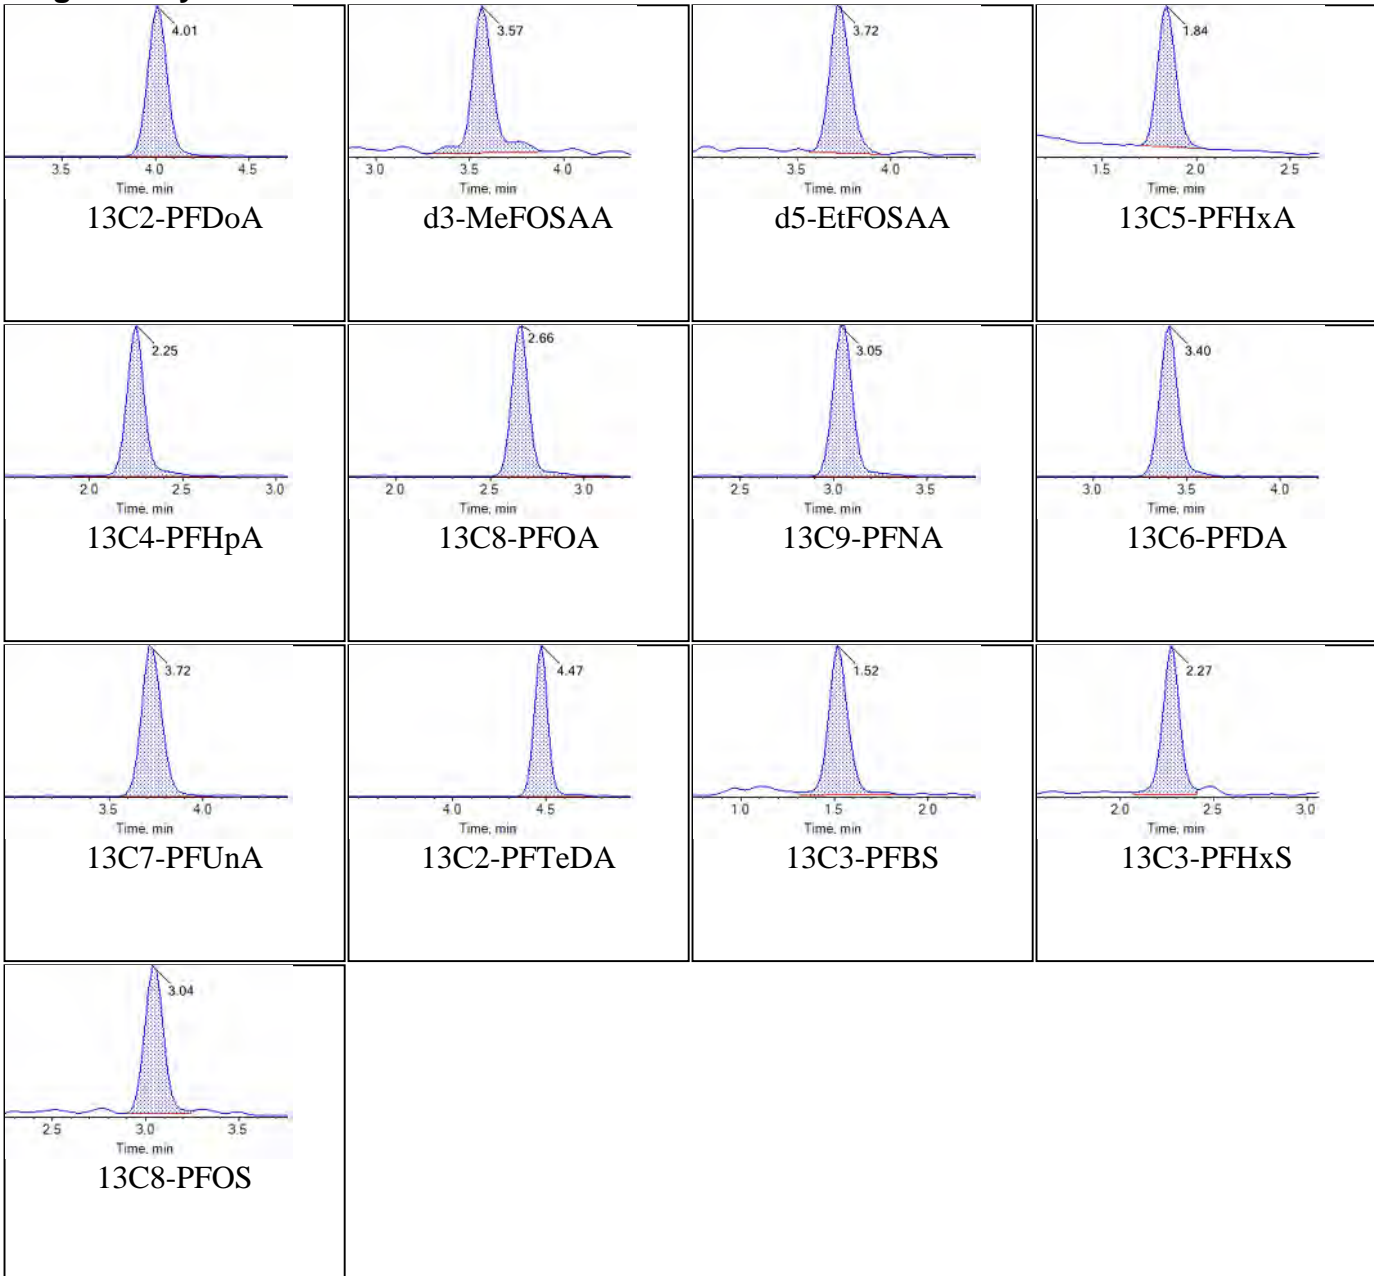 4.01
3.5 4.0 4.5
Time, min
13C2-PFDoA
3.57
3.0 3.5 4.0
Time, min
d3-MeFOSAA
3.72
3.5 4.0
Time, min
d5-EtFOSAA
1.84
1.5 2.0 2.5
Time, min
13C5-PFHxA
2.25
2.0 2.5 3.0
Time, min
13C4-PFHpA
2.66
2.0 2.5 3.0
Time, min
13C8-PFOA
3.05
2.5 3.0 3.5
Time, min
13C9-PFNA
3.40
3.0 3.5 4.0
Time, min
13C6-PFDA
3.72
3.5 4.0
Time, min
13C7-PFUnA
4.47
4.0 4.5
Time, min
13C2-PFTeDA
1.52
1.0 1.5 2.0
Time, min
13C3-PFBS
2.27
2.0 2.5 3.0
Time, min
13C3-PFHxS
3.04
2.5 3.0 3.5
Time, min
13C8-PFOS